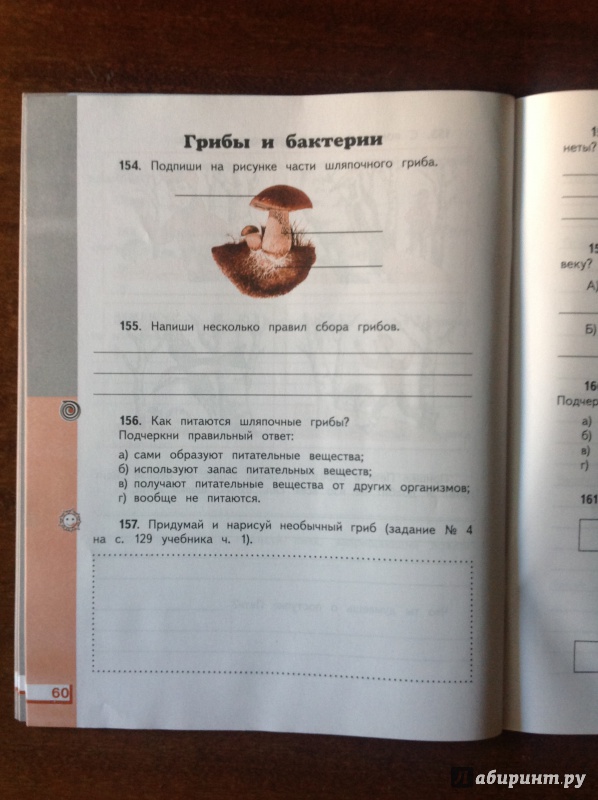 Грибы и бактерии
154. Подпиши на рисунке части шляпочного гриба.
155. Напиши несколько правил сбора грибов.
156. Как питаются шляпочные грибы?
Подчеркни правильный ответ:
а) сами образуют питательные вещества;
б) используют запас питательных веществ;
в) получают питательные вещества от других организмов;
г) вообще не питаются.
157. Придумай и нарисуй необычный гриб (задание № 4
на с. 129 учебника ч. 1).
60
неты?
веку?
А)
Б)
Подчер
а)
б)
в)
г)
161
Лабиринт.ру